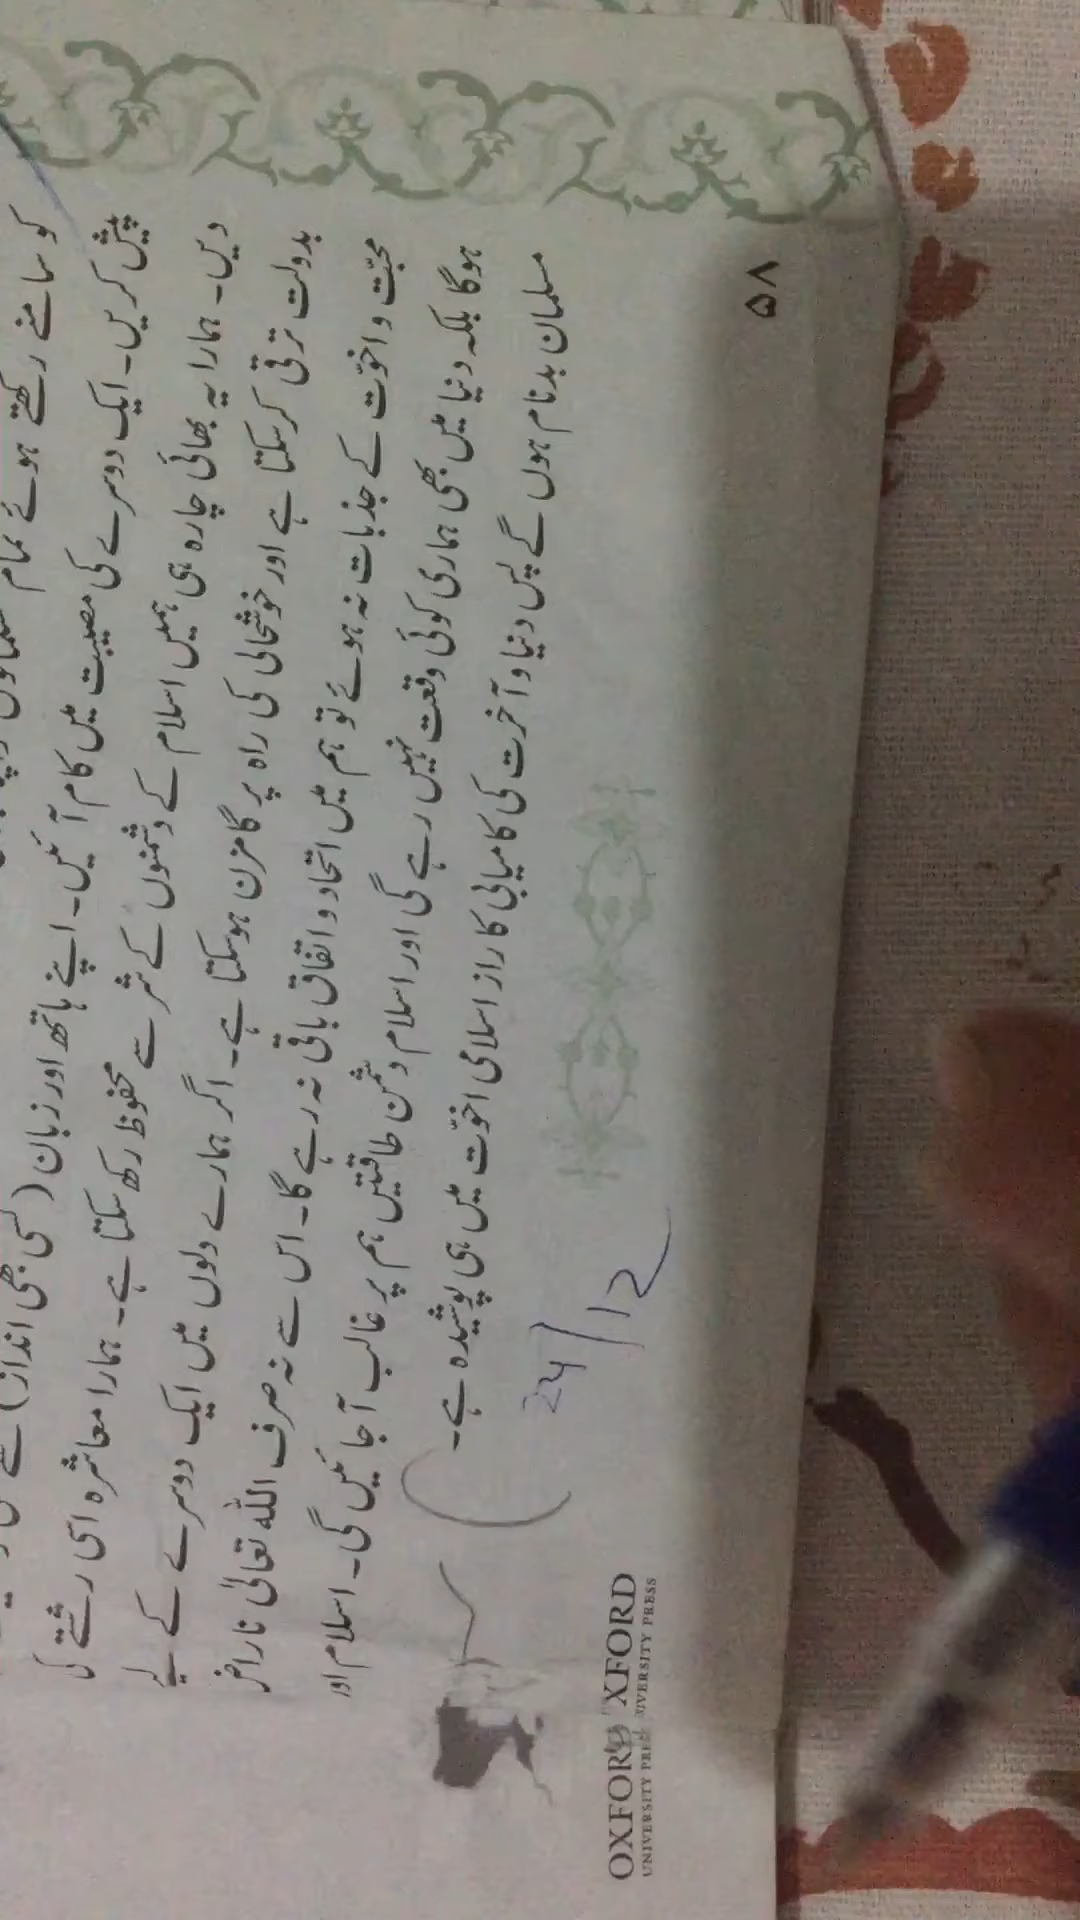 کو سامنے رکھتے ہوئے تمام
پیش کریں۔ ایک دوسرے کی مصیبت میں کام آئیں۔ اپنے ہاتھ اور زبان (کسی بھی انداز) سے
دیں۔ ہمارا یہ بھائی چارہ ہی ہمیں اسلام کے دشمنوں کے شر سے محفوظ رکھ سکتا ہے۔ ہمارا معاشرہ اسی رشتے کی
بدولت ترقی کرسکتا ہے اور خوشحالی کی راہ پر گامزن ہوسکتا ہے۔ اگر ہمارے دلوں میں ایک دوسرے کے لیے
محبّت و اخوّت کے جذبات نہ ہوئے تو ہم میں اتحاد و اتفاق باقی نہ رہے گا۔ اس سے نہ صرف اللہ تعالیٰ ناراض
ہوگا بلکہ دنیا میں بھی ہماری کوئی وقعت نہیں رہے گی اور اسلام دشمن طاقتیں ہم پر غالب آجائیں گی۔ اسلام اور
مسلمان بدنام ہوں گے پس دنیا و آخرت کی کامیابی کا راز اسلامی اخوّت میں ہی پوشیدہ ہے۔
۵۸
OXFORD XFORD
UNIVERSITY PRE IVERSITY PRESS